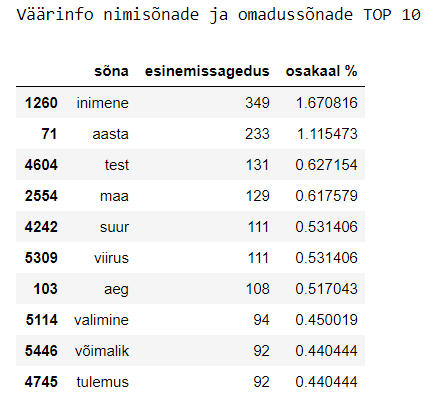 Väärinfo nimisõnade ja omadussõnade TOP 10
sõna esinemissagedus osakaal %
1260 inimene 349 1.670816
71 aasta 233 1.115473
4604 test 131 0.627154
2554 maa 129 0.617579
4242 suur 111 0.531406
5309 viirus 111 0.531406
103 aeg 108 0.517043
5114 valimine 94 0.450019
5446 võimalik 92 0.440444
4745 tulemus 92 0.440444